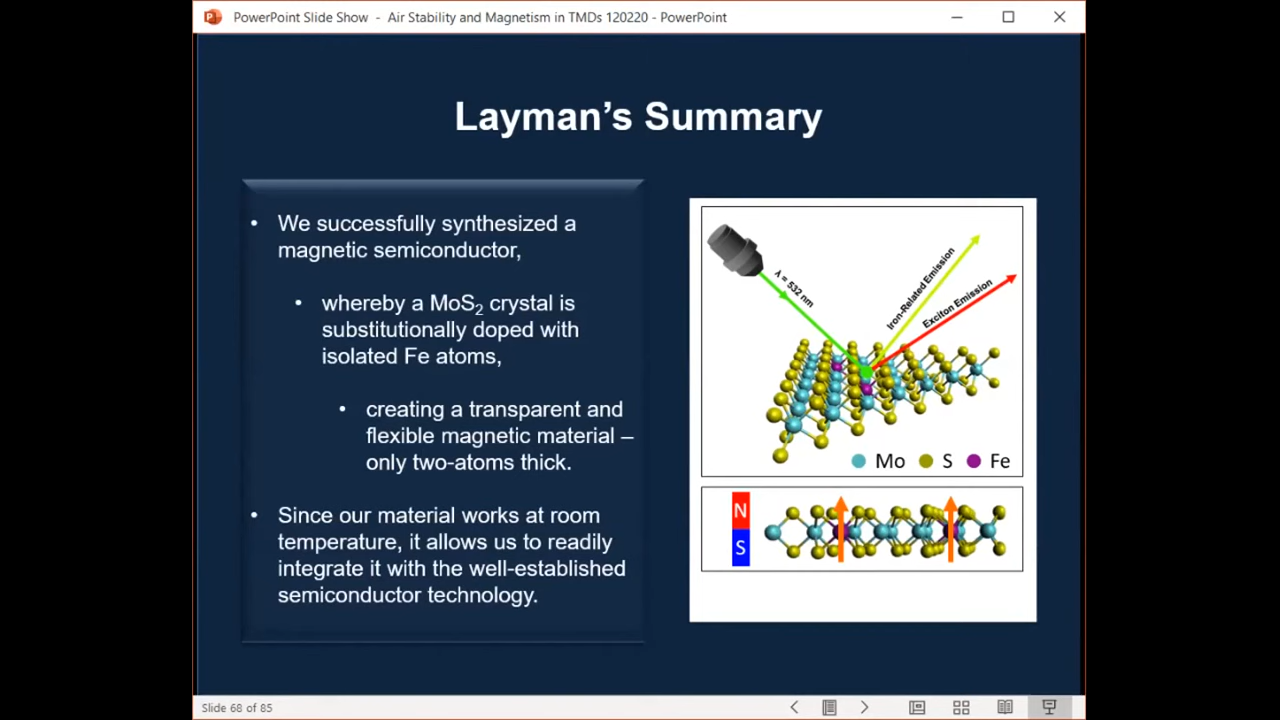 PowerPoint Slide Show - Air Stability and Magnetism in TMDs 120220 - PowerPoint
Layman's Summary
• We successfully synthesized a
magnetic semiconductor,
• whereby a MoS₂ crystal is
substitutionally doped with
isolated Fe atoms,
• creating a transparent and
flexible magnetic material –
only two-atoms thick.
• Since our material works at room
temperature, it allows us to readily
integrate it with the well-established
semiconductor technology.
λ = 532 nm
Iron-Related Emission
Exciton Emission
Mo S Fe
N
S
Slide 68 of 85